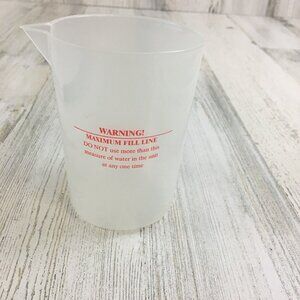 WARNING!
MAXIMUM FILL LINE
DO NOT use more than this
measure of water in the unit
at any one time